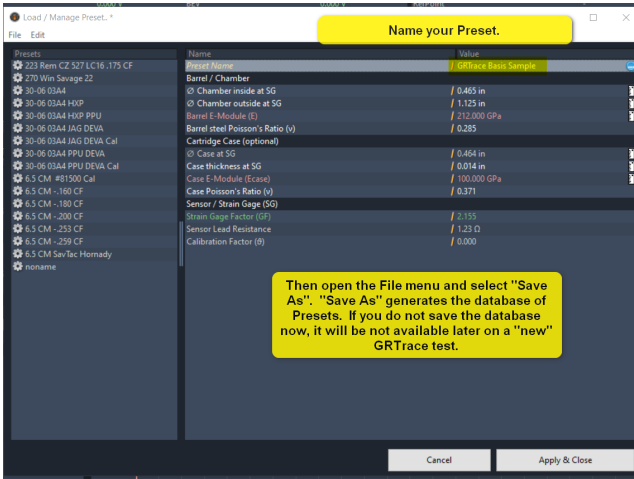 0.000 V
BEV
0.000 V
RefPoint
Load / Manage Preset.. *
File Edit
Name your Preset.
Presets
223 Rem CZ 527 LC16 .175 CF
270 Win Savage 22
30-06 03A4
30-06 03A4 HXP
30-06 03A4 HXP PPU
30-06 03A4 JAG DEVA
30-06 03A4 JAG DEVA Cal
30-06 03A4 PPU DEVA
30-06 03A4 PPU DEVA Cal
6.5 CM  #81500 Cal
6.5 CM -.160 CF
6.5 CM -.180 CF
6.5 CM -.200 CF
6.5 CM -.253 CF
6.5 CM -.259 CF
6.5 CM SavTac Hornady
noname
Name Value
Preset Name / GRTrace Basis Sample
Barrel / Chamber
∅ Chamber inside at SG / 0.465 in
∅ Chamber outside at SG / 1.125 in
Barrel E-Module (E) / 212.000 GPa
Barrel steel Poisson's Ratio (ν) / 0.285
Cartridge Case (optional)
∅ Case at SG / 0.464 in
Case thickness at SG / 0.014 in
Case E-Module (Ecase) / 100.000 GPa
Case Poisson's Ratio (ν) / 0.371
Sensor / Strain Gage (SG)
Strain Gage Factor (GF) / 2.155
Sensor Lead Resistance / 1.23 Ω
Calibration Factor (ϑ) / 0.000
Then open the File menu and select "Save
As". "Save As" generates the database of
Presets. If you do not save the database
now, it will be not available later on a "new"
GRTrace test.
Cancel
Apply & Close